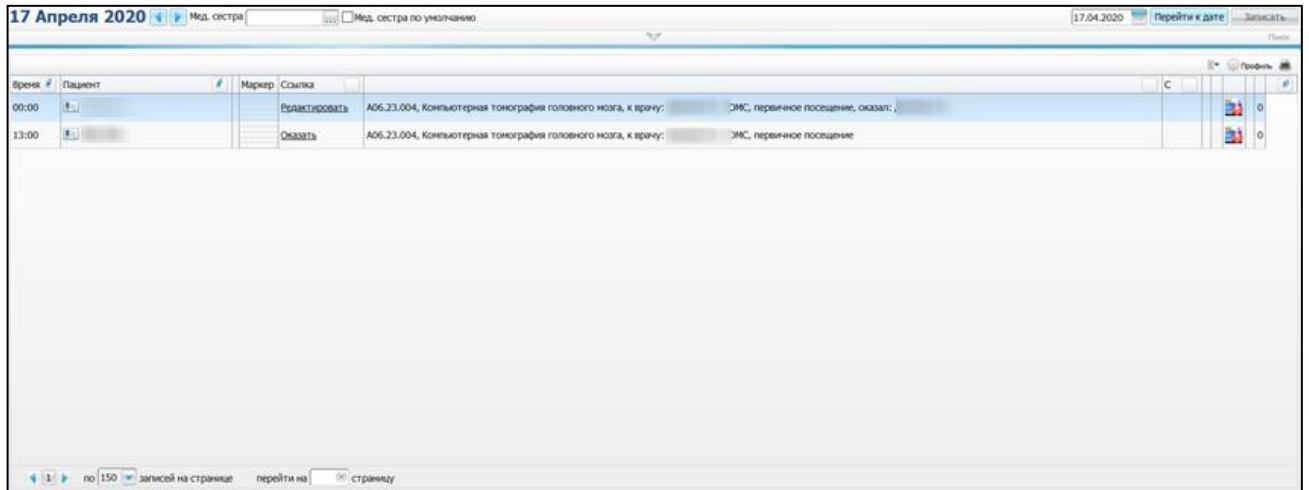 17 Апреля 2020 Мед. сестра ... Мед. сестра по умолчанию 17.04.2020 Перейти к дате Записать
Поиск
Профиль
Время Пациент Маркер Ссылка С
00:00 Редактировать A06.23.004, Компьютерная томография головного мозга, к врачу: ОМС, первичное посещение, оказал:
13:00 Оказать A06.23.004, Компьютерная томография головного мозга, к врачу: ОМС, первичное посещение
0
0
1 по 150 записей на странице перейти на страницу